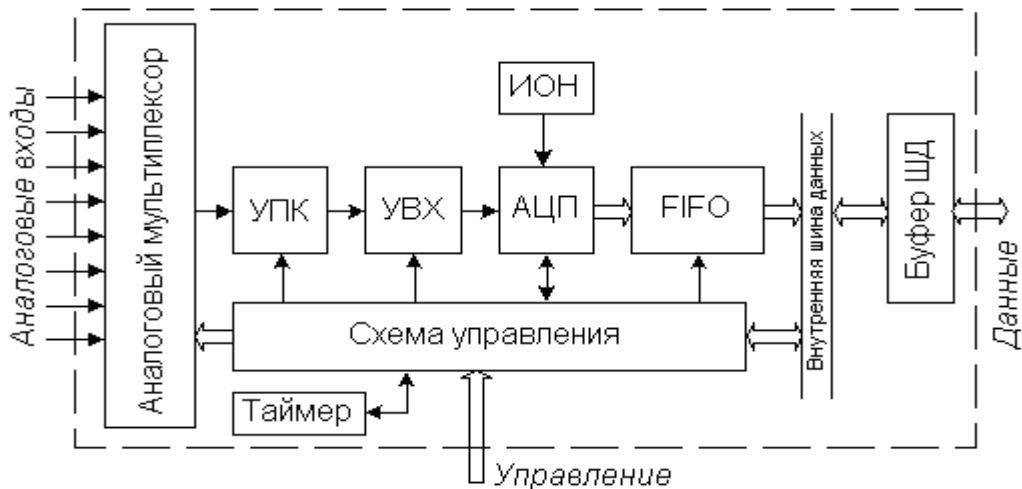 Аналоговые входы
Аналоговый мультиплексор
ИОН
УПК
УВХ
АЦП
FIFO
Внутренняя шина данных
Буфер ШД
Данные
Схема управления
Таймер
Управление